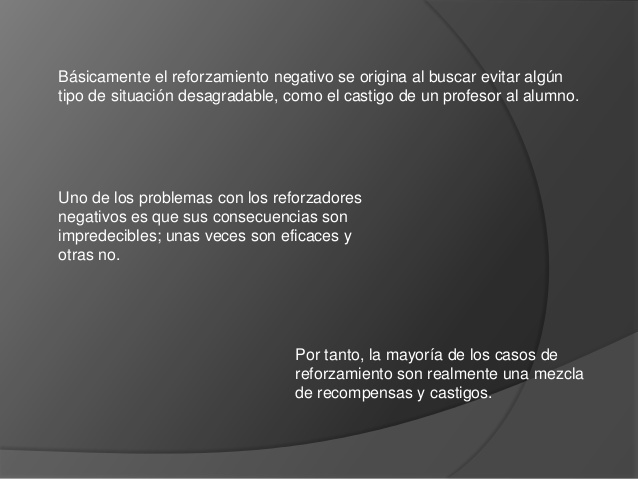 Básicamente el reforzamiento negativo se origina al buscar evitar algún
tipo de situación desagradable, como el castigo de un profesor al alumno.
Uno de los problemas con los reforzadores
negativos es que sus consecuencias son
impredecibles; unas veces son eficaces y
otras no.
Por tanto, la mayoría de los casos de
reforzamiento son realmente una mezcla
de recompensas y castigos.